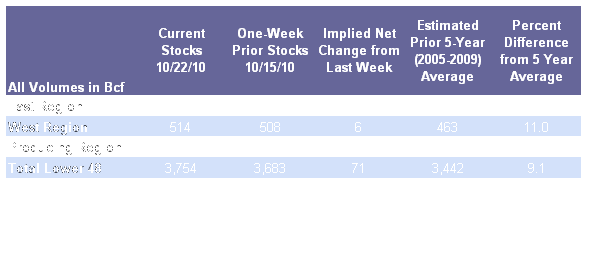 All Volumes in Bcf Current Stocks 10/22/10 One-Week Prior Stocks 10/15/10 Implied Net Change from Last Week Estimated Prior 5-Year (2005-2009) Average Percent Difference from 5 Year Average
East Region
West Region 514 508 6 463 11.0
Producing Region
Total Lower 48 3,754 3,683 71 3,442 9.1